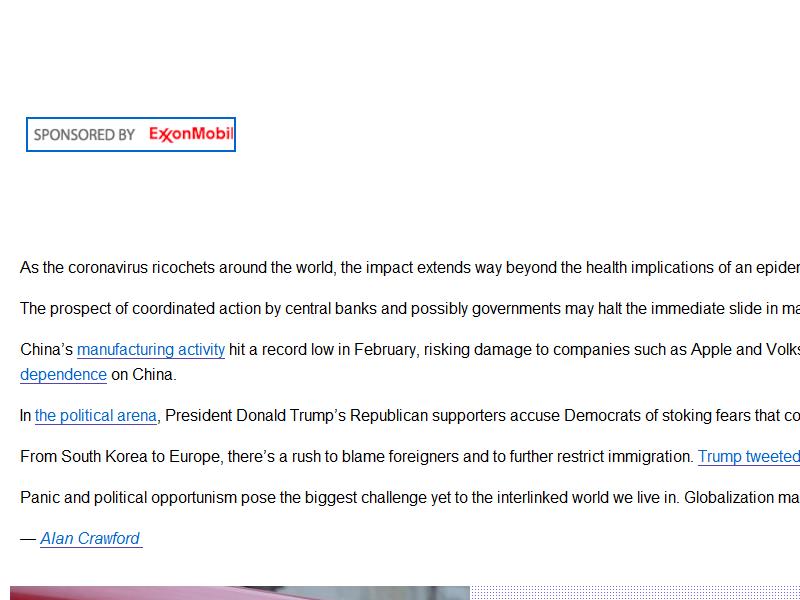 SPONSORED BY ExxonMobil
As the coronavirus ricochets around the world, the impact extends way beyond the health implications of an epider
The prospect of coordinated action by central banks and possibly governments may halt the immediate slide in ma
China’s manufacturing activity hit a record low in February, risking damage to companies such as Apple and Volks
dependence on China.
In the political arena, President Donald Trump’s Republican supporters accuse Democrats of stoking fears that co
From South Korea to Europe, there’s a rush to blame foreigners and to further restrict immigration. Trump tweeted
Panic and political opportunism pose the biggest challenge yet to the interlinked world we live in. Globalization ma
— Alan Crawford